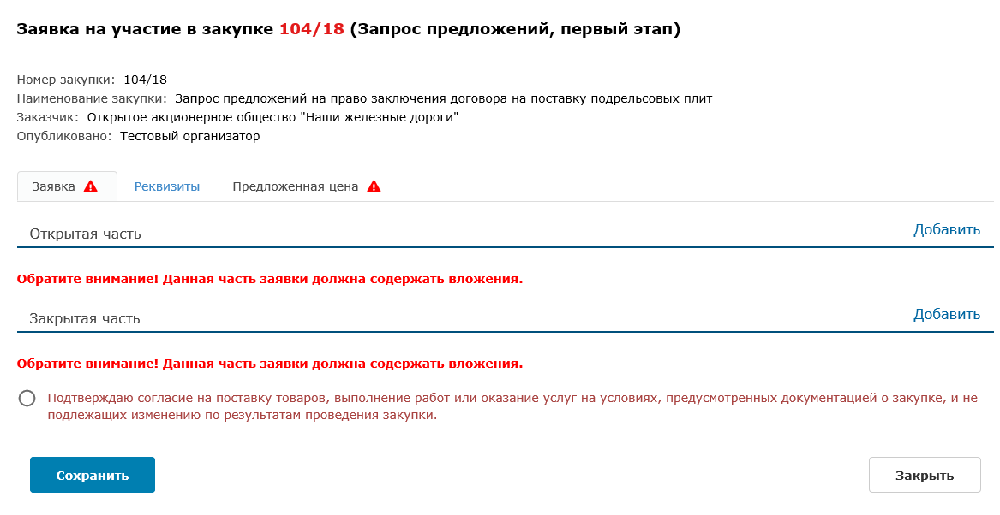 Заявка на участие в закупке 104/18 (Запрос предложений, первый этап)
Номер закупки: 104/18
Наименование закупки: Запрос предложений на право заключения договора на поставку подрельсовых плит
Заказчик: Открытое акционерное общество "Наши железные дороги"
Опубликовано: Тестовый организатор
Заявка Реквизиты Предложенная цена
Открытая часть Добавить
Обратите внимание! Данная часть заявки должна содержать вложения.
Закрытая часть Добавить
Обратите внимание! Данная часть заявки должна содержать вложения.
Подтверждаю согласие на поставку товаров, выполнение работ или оказание услуг на условиях, предусмотренных документацией о закупке, и не
подлежащих изменению по результатам проведения закупки.
Сохранить Закрыть